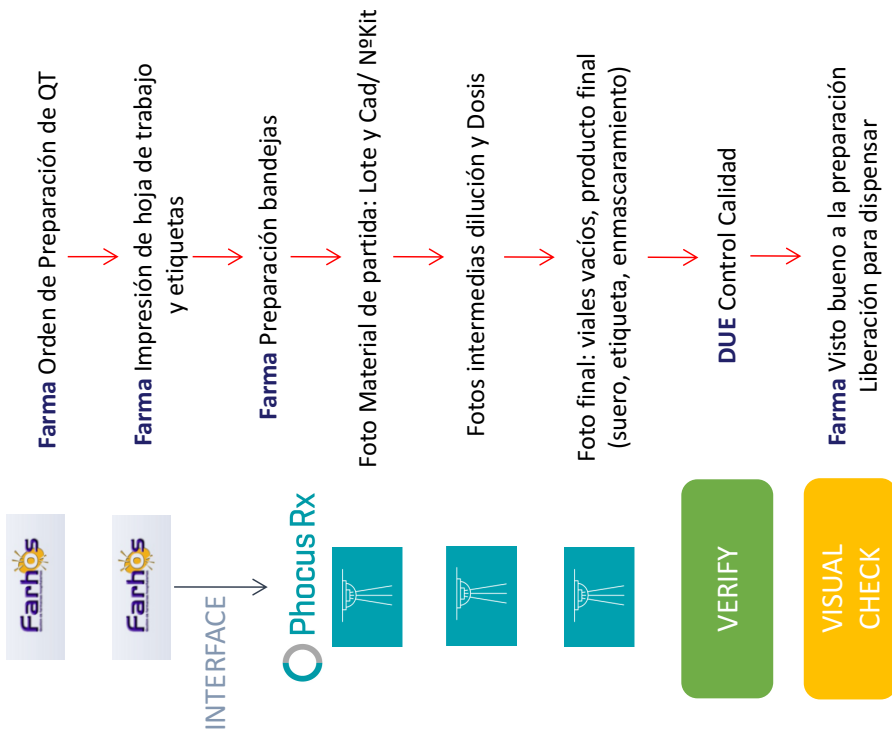 Farhos
Farma Orden de Preparación de QT
Farhos
Farma Impresión de hoja de trabajo
y etiquetas
INTERFACE
Phocus Rx
Farma Preparación bandejas
Foto Material de partida: Lote y Cad/ NºKit
Fotos intermedias dilución y Dosis
Foto final: viales vacíos, producto final
(suero, etiqueta, enmascaramiento)
VERIFY
DUE Control Calidad
VISUAL
CHECK
Farma Visto bueno a la preparación
Liberación para dispensar